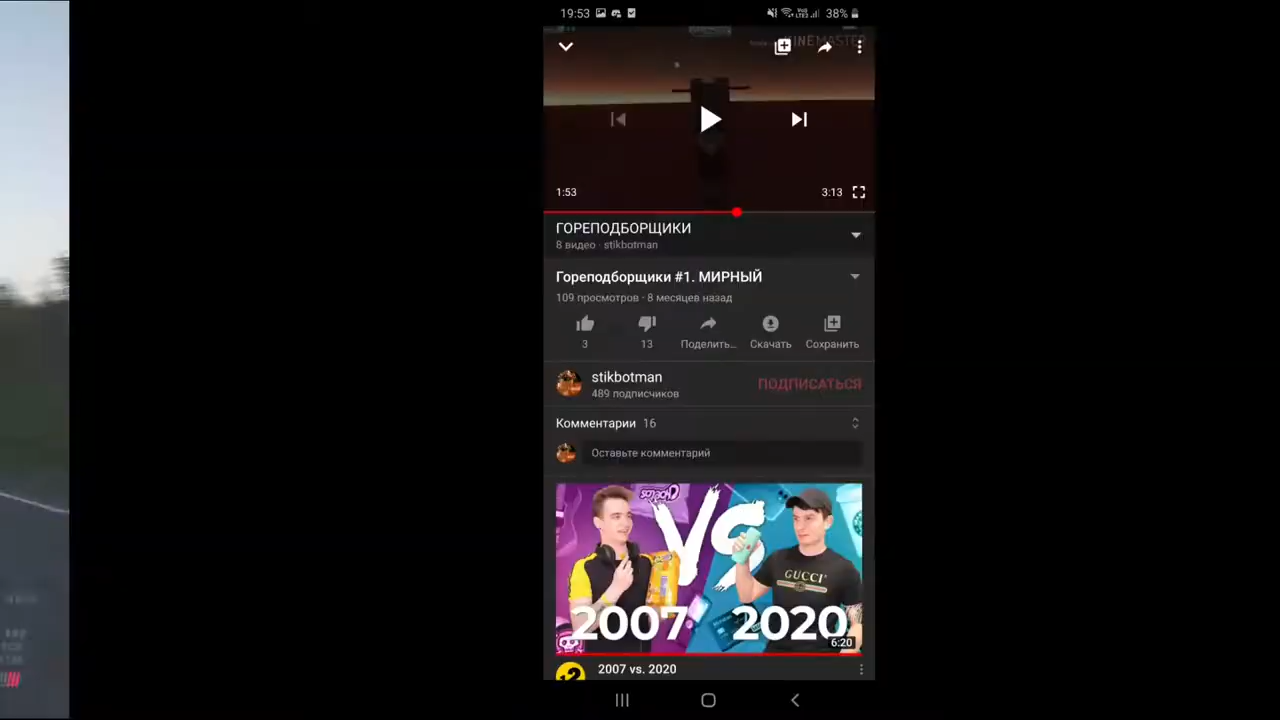 19:53
38%
KINEMASTER
1:53
3:13
ГОРЕПОДБОРЩИКИ
8 видео · stikbotman
Гореподборщики #1. МИРНЫЙ
109 просмотров · 8 месяцев назад
3
13
Поделить...
Скачать
Сохранить
stikbotman
ПОДПИСАТЬСЯ
489 подписчиков
Комментарии 16
Оставьте комментарий
VS
GUCCI
2007
2020
6:20
2007 vs. 2020